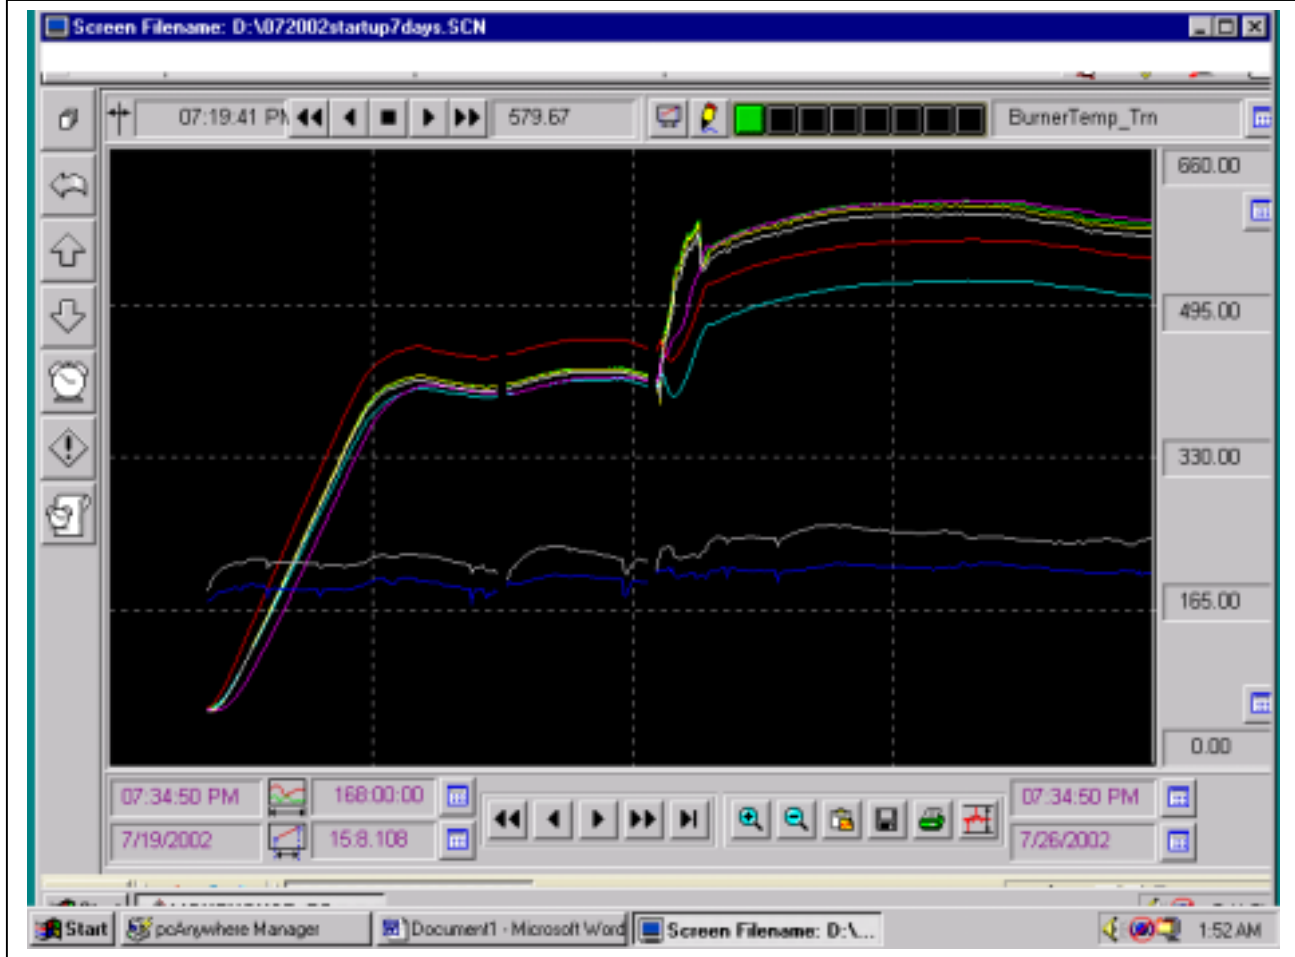 Screen Filename: D:\072002startup7days.SCN
07:19:41 PM
579.67
BurnerTemp_Trn
660.00
495.00
330.00
165.00
0.00
07:34:50 PM
168:00:00
07:34:50 PM
7/19/2002
15:8.108
7/26/2002
Start
pcAnywhere Manager
Document1 - Microsoft Word
Screen Filename: D:\...
1:52 AM